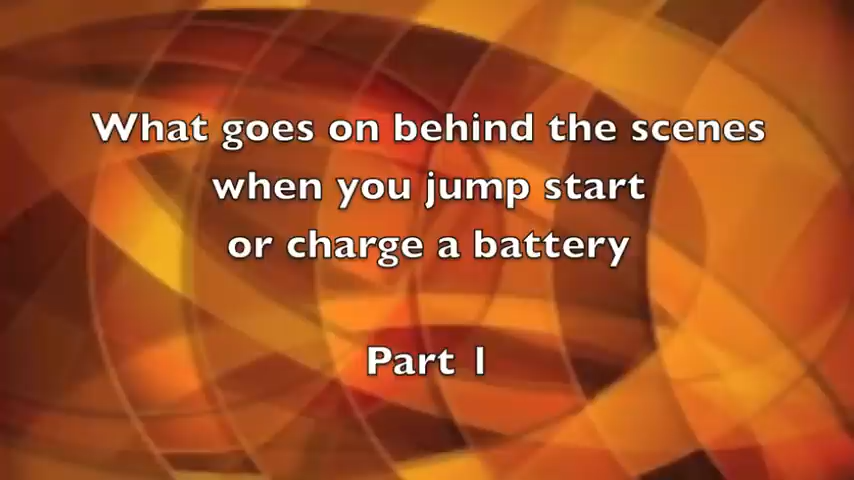 What goes on behind the scenes
when you jump start
or charge a battery
Part 1